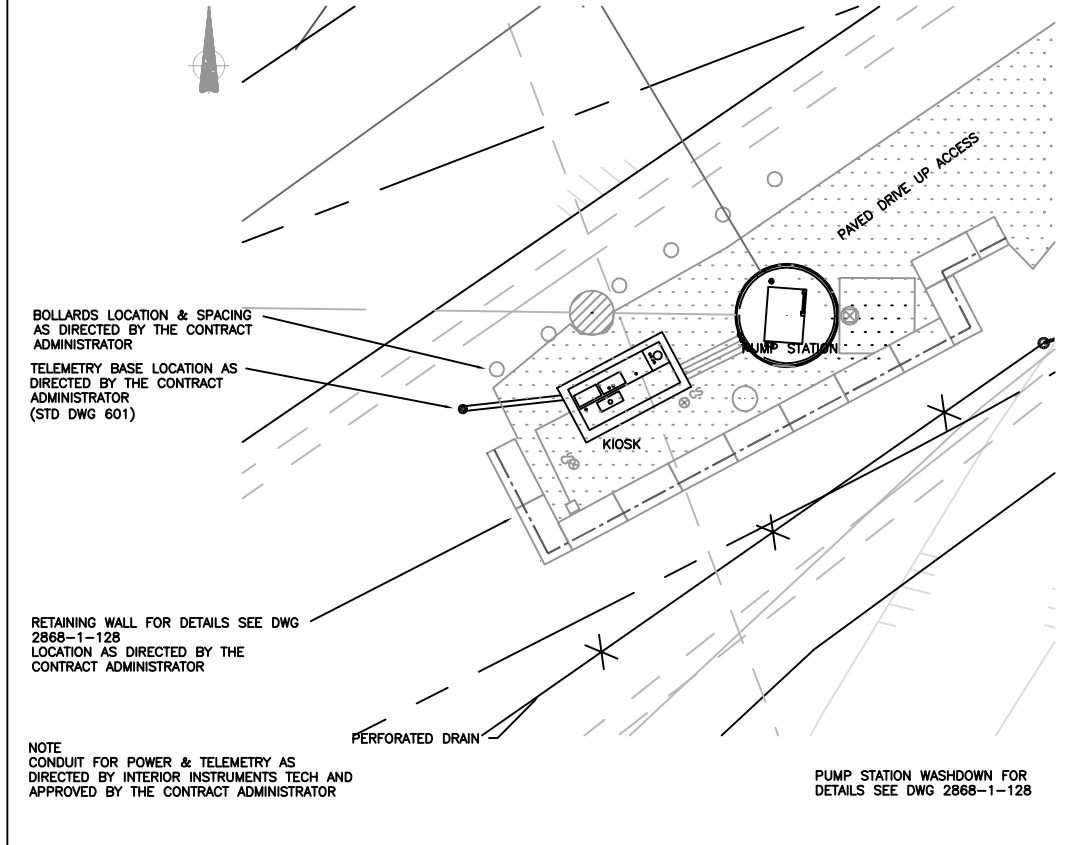 PAVED DRIVE UP ACCESS
BOLLARDS LOCATION & SPACING
AS DIRECTED BY THE CONTRACT
ADMINISTRATOR
PUMP STATION
TELEMETRY BASE LOCATION AS
DIRECTED BY THE CONTRACT
ADMINISTRATOR
(STD DWG 601)
CS
KIOSK
CS
RETAINING WALL FOR DETAILS SEE DWG
2868-1-128
LOCATION AS DIRECTED BY THE
CONTRACT ADMINISTRATOR
PERFORATED DRAIN
NOTE
CONDUIT FOR POWER & TELEMETRY AS
DIRECTED BY INTERIOR INSTRUMENTS TECH AND
APPROVED BY THE CONTRACT ADMINISTRATOR
PUMP STATION WASHDOWN FOR
DETAILS SEE DWG 2868-1-128